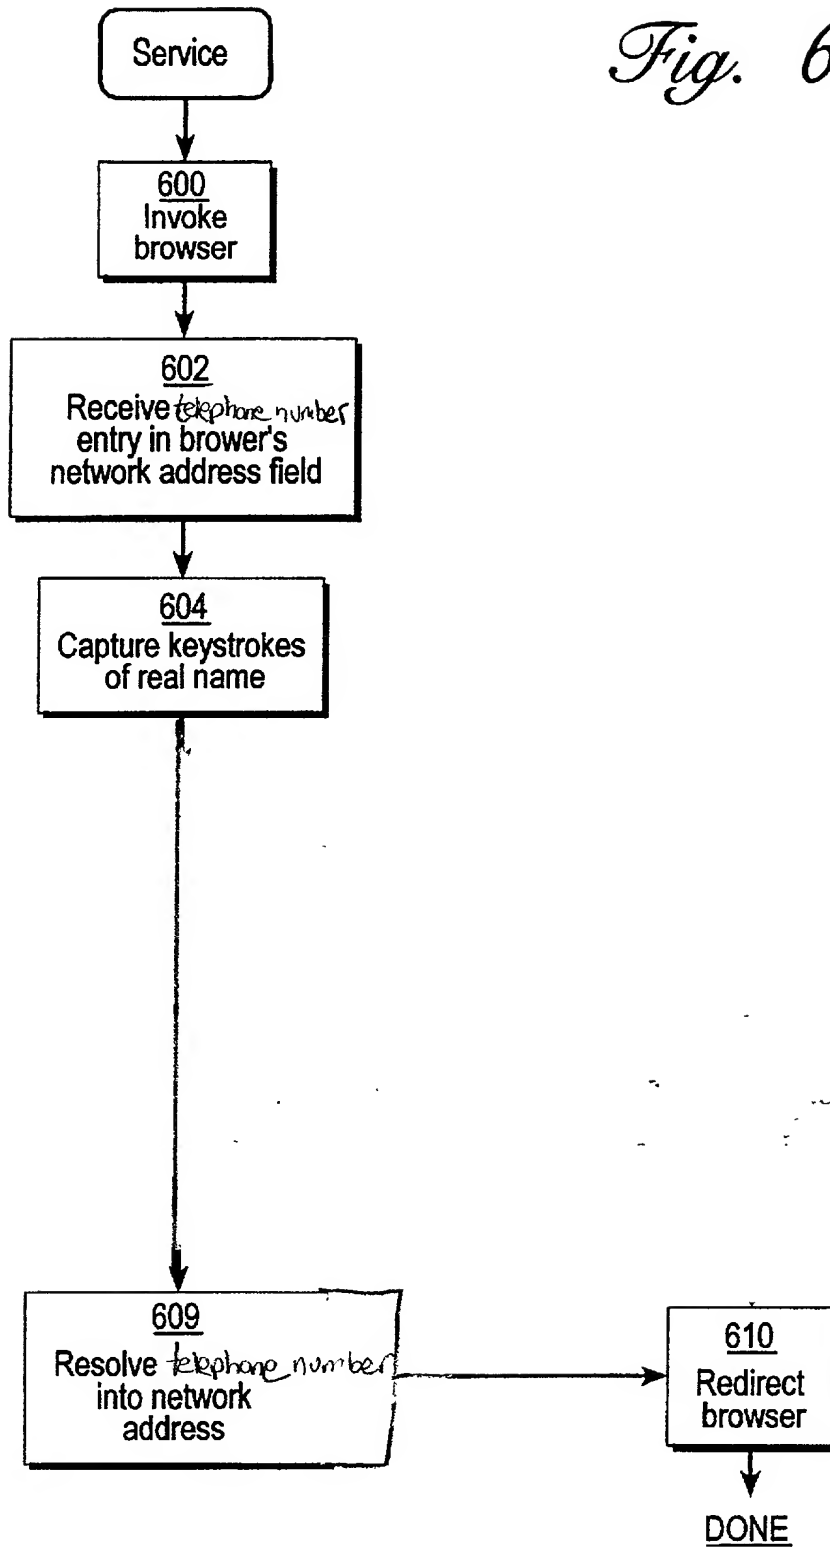 Fig. 6
Service
600
Invoke
browser
602
Receive telephone number
entry in brower's
network address field
604
Capture keystrokes
of real name
609
Resolve telephone number
into network
address
610
Redirect
browser
DONE